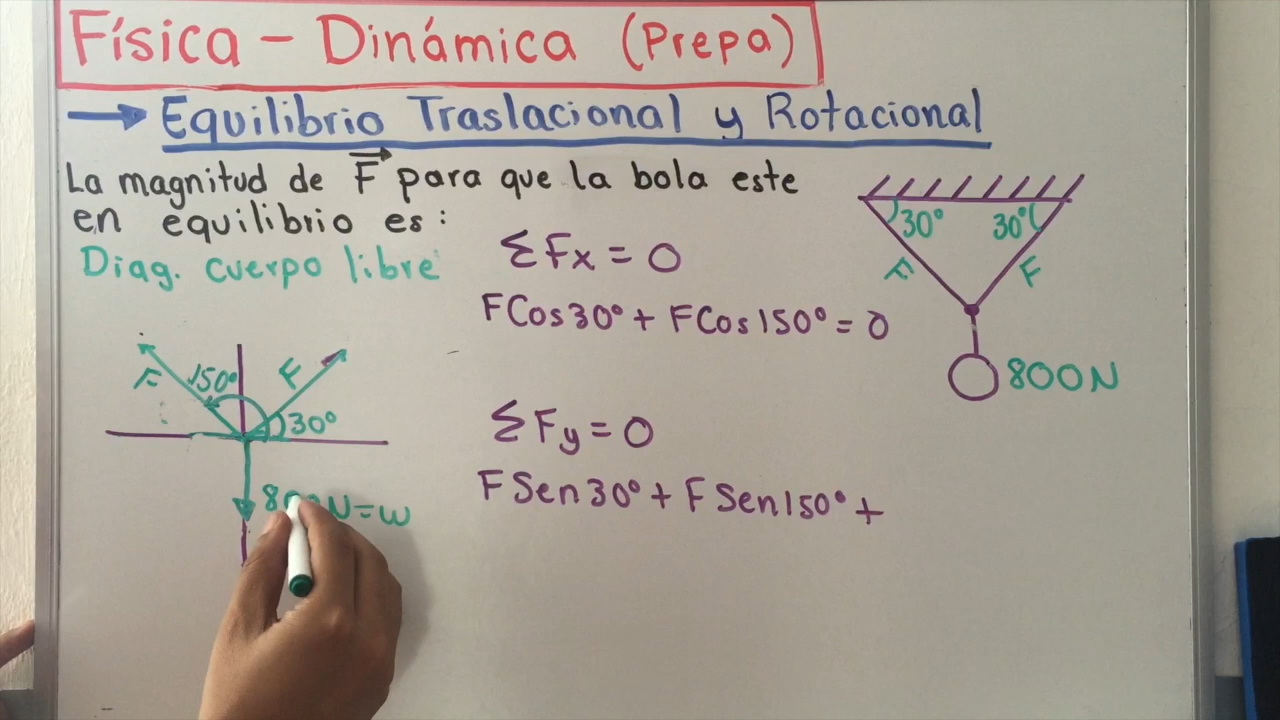 Física - Dinámica (Prepa)
Equilibrio Traslacional y Rotacional
La magnitud de F para que la bola este
en equilibrio es:
Diag. cuerpo libre
ΣFx = 0
FCos30° + FCos150° = 0
ΣFy = 0
FSen30° + FSen150° +
F 150° F 30°
N=w
30° 30°
F F
800N